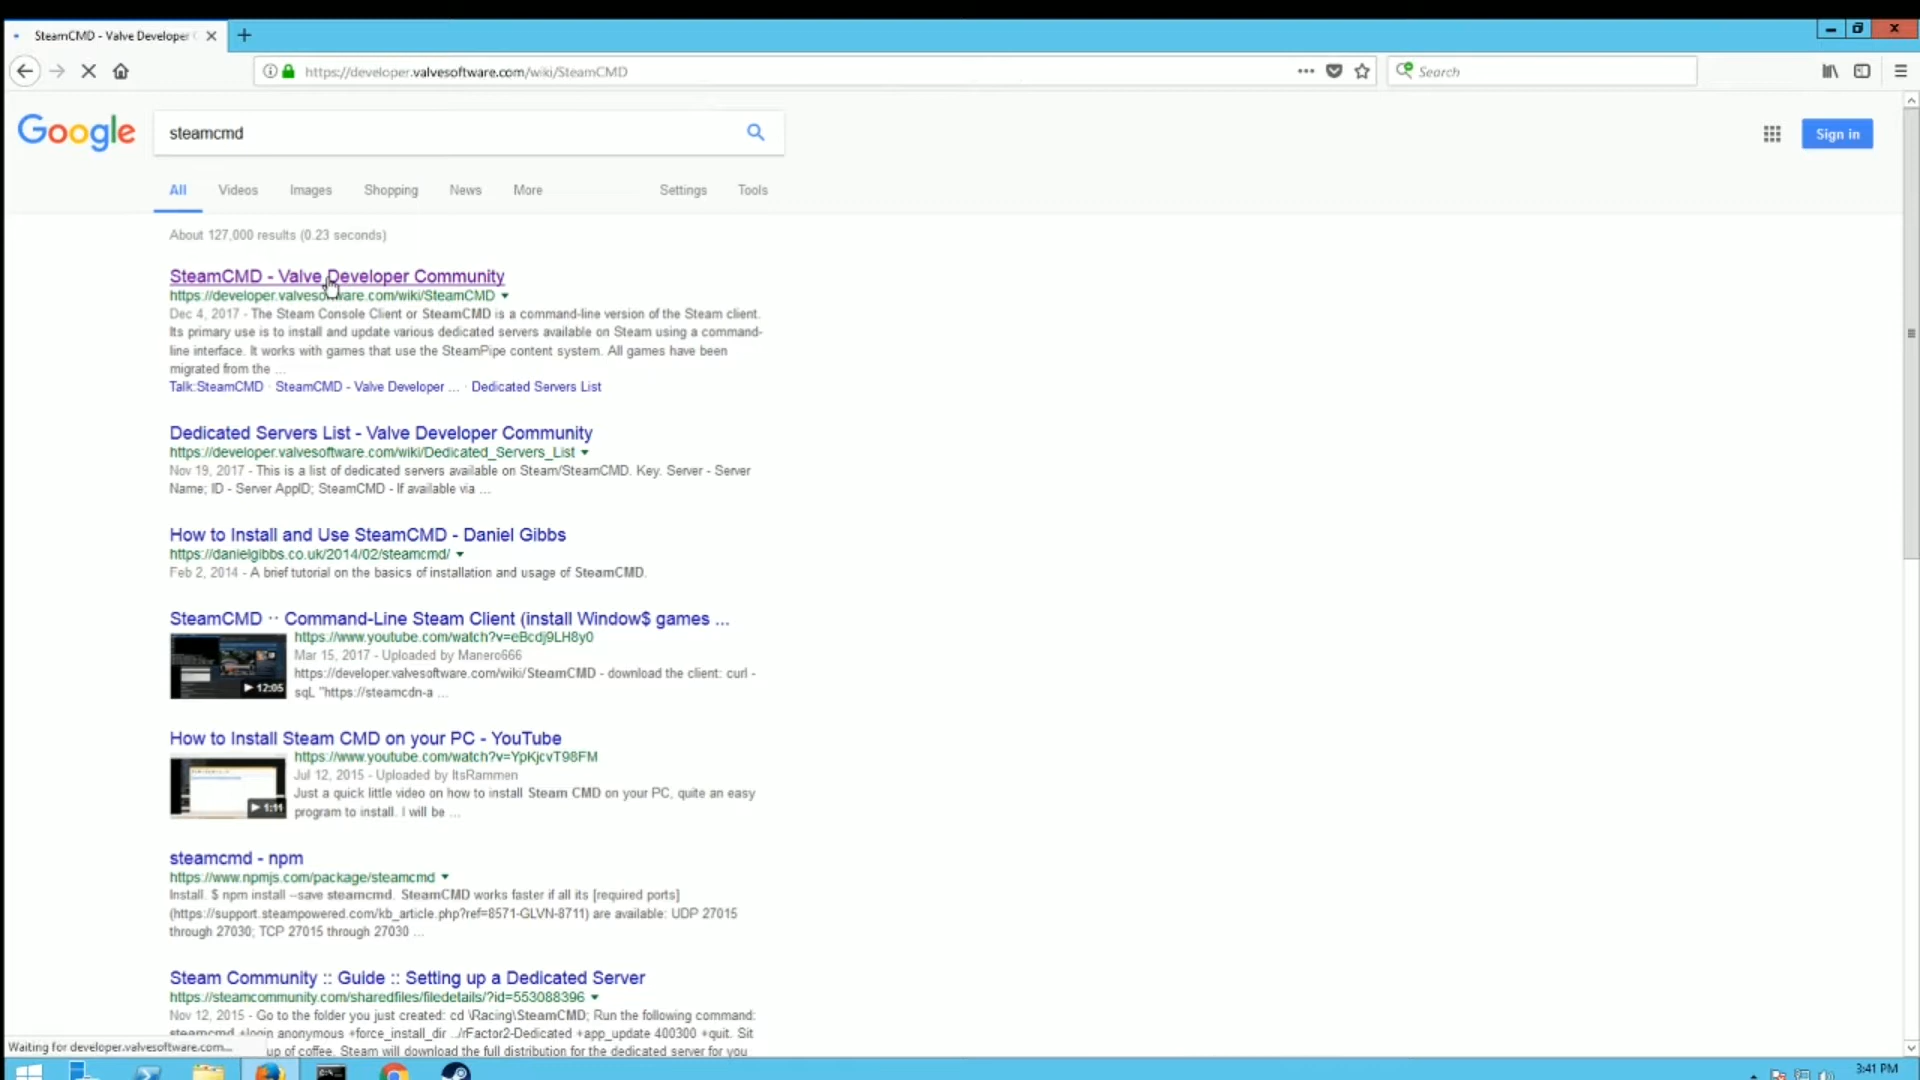 SteamCMD - Valve Developer
https://developer.valvesoftware.com/wiki/SteamCMD
Search
Google
steamcmd
Sign in
All Videos Images Shopping News More Settings Tools
About 127,000 results (0.23 seconds)
SteamCMD - Valve Developer Community
https://developer.valvesoftware.com/wiki/SteamCMD
Dec 4, 2017 - The Steam Console Client or SteamCMD is a command-line version of the Steam client.
Its primary use is to install and update various dedicated servers available on Steam using a command-
line interface. It works with games that use the SteamPipe content system. All games have been
migrated from the ...
Talk:SteamCMD · SteamCMD - Valve Developer ... · Dedicated Servers List
Dedicated Servers List - Valve Developer Community
https://developer.valvesoftware.com/wiki/Dedicated_Servers_List
Nov 19, 2017 - This is a list of dedicated servers available on Steam/SteamCMD. Key. Server - Server
Name; ID - Server AppID; SteamCMD - If available via ...
How to Install and Use SteamCMD - Daniel Gibbs
https://danielgibbs.co.uk/2014/02/steamcmd/
Feb 2, 2014 - A brief tutorial on the basics of installation and usage of SteamCMD.
SteamCMD ·· Command-Line Steam Client (install Window$ games ...
https://www.youtube.com/watch?v=eBcdj9LH8y0
Mar 15, 2017 - Uploaded by Manero666
https://developer.valvesoftware.com/wiki/SteamCMD - download the client: curl -
sqL "https://steamcdn-a ...
12:05
How to Install Steam CMD on your PC - YouTube
https://www.youtube.com/watch?v=YpKjcvT98FM
Jul 12, 2015 - Uploaded by ItsRammen
Just a quick little video on how to install Steam CMD on your PC, quite an easy
program to install. I will be ...
1:11
steamcmd - npm
https://www.npmjs.com/package/steamcmd
Install. $ npm install --save steamcmd. SteamCMD works faster if all its [required ports]
(https://support.steampowered.com/kb_article.php?ref=8571-GLVN-8711) are available: UDP 27015
through 27030; TCP 27015 through 27030 ...
Steam Community :: Guide :: Setting up a Dedicated Server
https://steamcommunity.com/sharedfiles/filedetails/?id=553088396
Nov 12, 2015 - Go to the folder you just created: cd \Racing\SteamCMD; Run the following command:
steamcmd +login anonymous +force_install_dir ../rFactor2-Dedicated +app_update 400300 +quit. Sit
up of coffee. Steam will download the full distribution for the dedicated server for you
Waiting for developer.valvesoftware.com...
3:41 PM